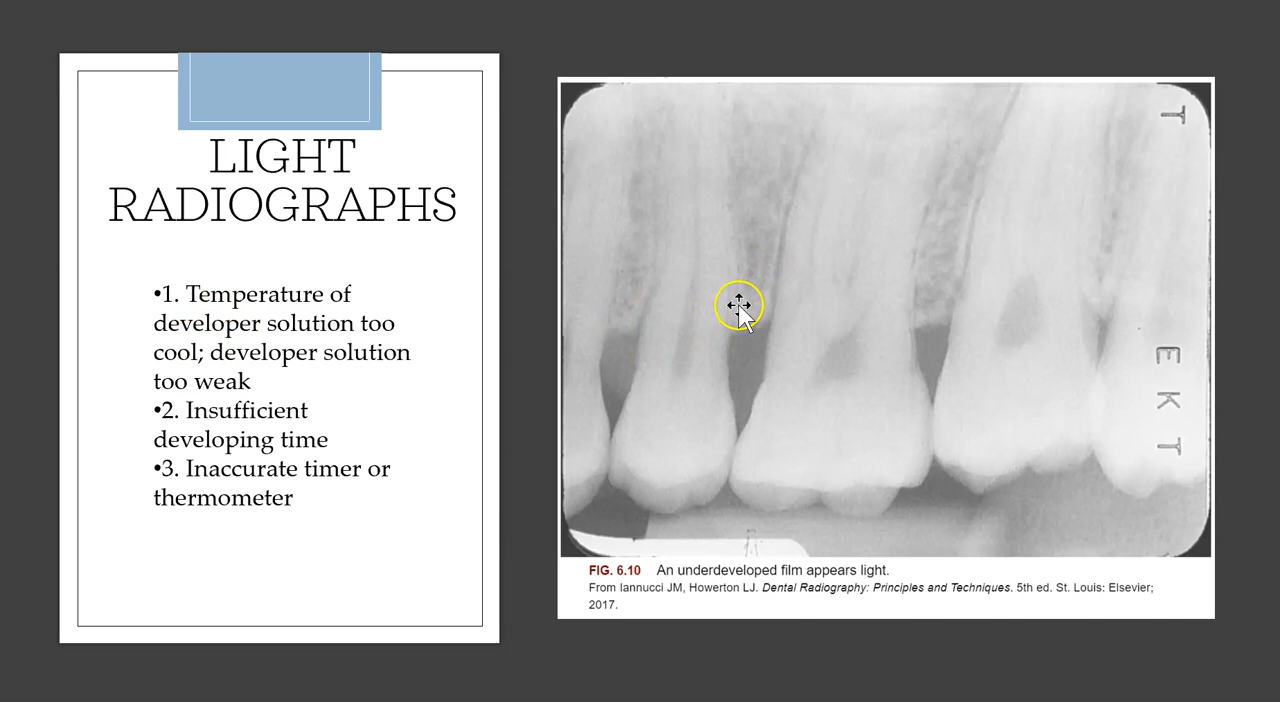 LIGHT
RADIOGRAPHS
•1. Temperature of
developer solution too
cool; developer solution
too weak
•2. Insufficient
developing time
•3. Inaccurate timer or
thermometer
T
E
K
T
FIG. 6.10 An underdeveloped film appears light.
From Iannucci JM, Howerton LJ. Dental Radiography: Principles and Techniques. 5th ed. St. Louis: Elsevier;
2017.